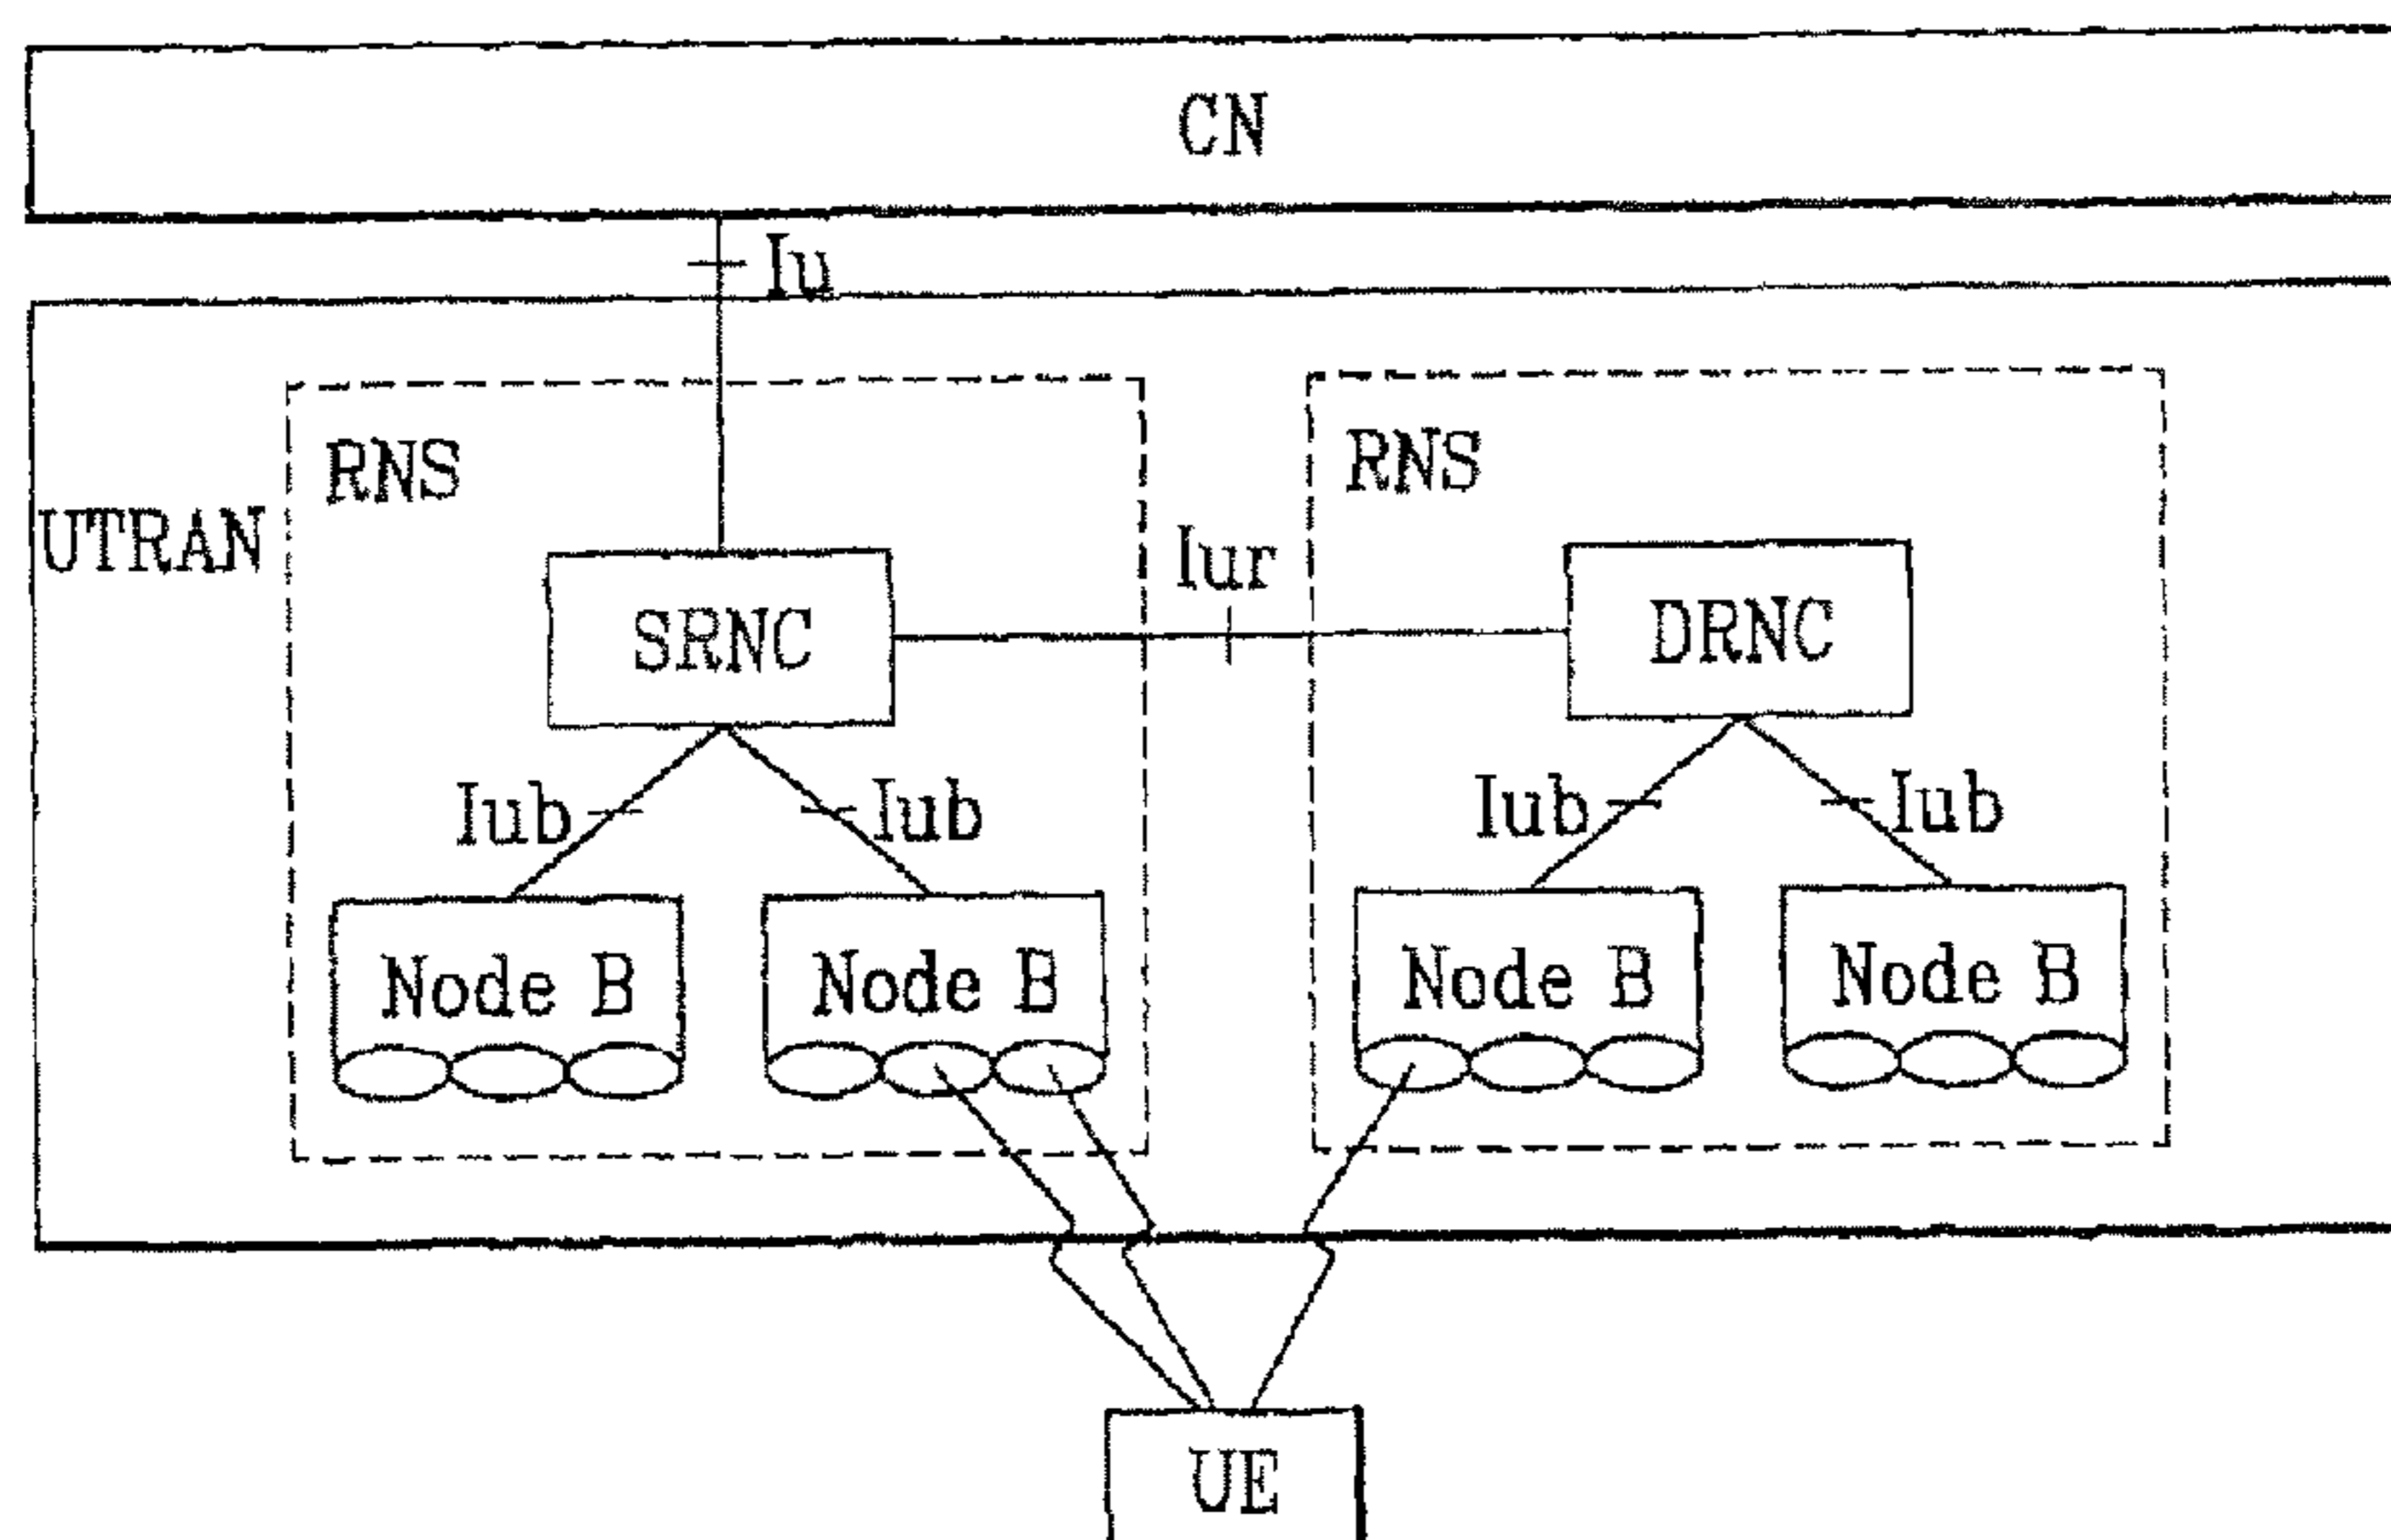 CN
Iu
RNS
RNS
UTRAN
Iur
SRNC
DRNC
Iub
Iub
Iub
Iub
Node B
Node B
Node B
Node B
UE